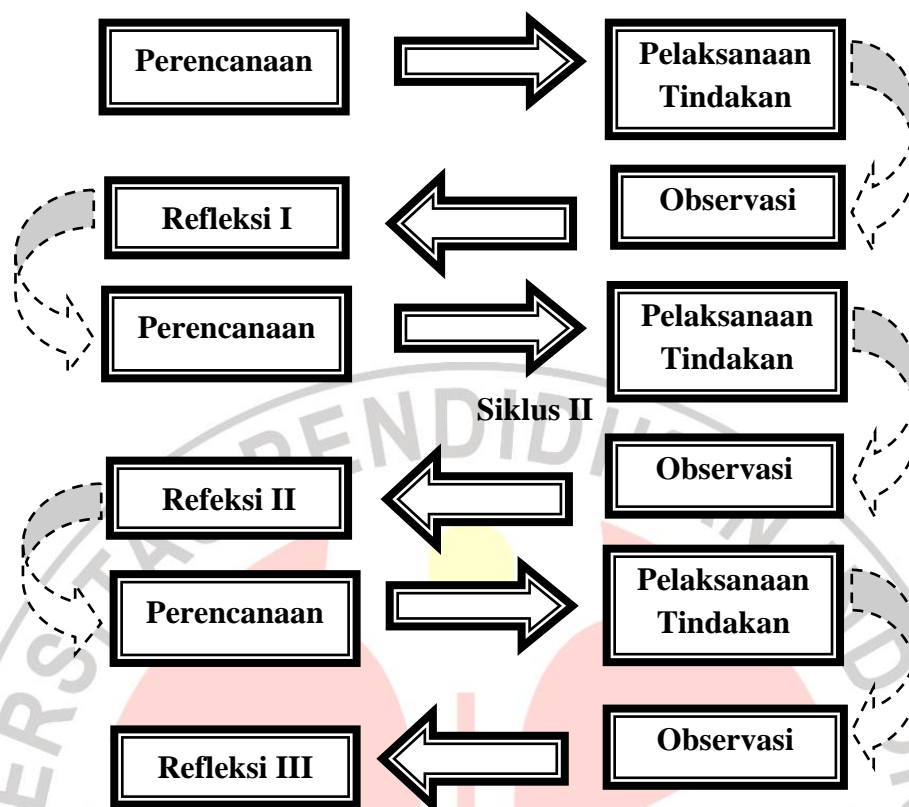 Perencanaan
Pelaksanaan
Tindakan
Refleksi I
Observasi
Perencanaan
Pelaksanaan
Tindakan
Siklus II
Refeksi II
Observasi
Perencanaan
Pelaksanaan
Tindakan
Refleksi III
Observasi